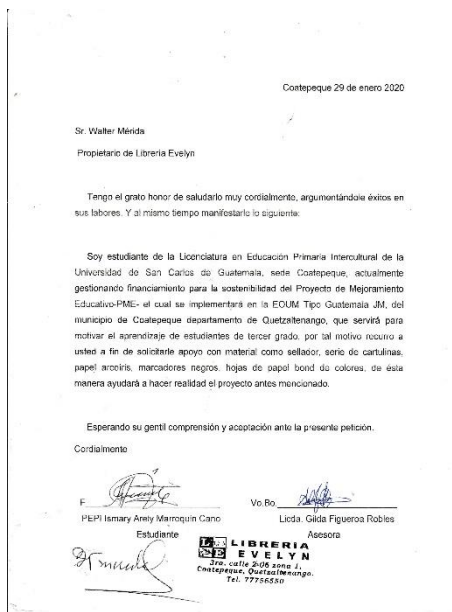 Coatepeque 29 de enero 2020
Sr. Walter Mérida
Propietario de Librería Evelyn
Tengo el grato honor de saludarlo muy cordialmente, argumentándole éxitos en
sus labores. Y al mismo tiempo manifestarle lo siguiente:
Soy estudiante de la Licenciatura en Educación Primaria Intercultural de la
Universidad de San Carlos de Guatemala, sede Coatepeque, actualmente
gestionando financiamiento para la sostenibilidad del Proyecto de Mejoramiento
Educativo-PME- el cual se implementará en la EOUM Tipo Guatemala JM, del
municipio de Coatepeque departamento de Quetzaltenango, que servirá para
motivar el aprendizaje de estudiantes de tercer grado, por tal motivo recurro a
usted a fin de solicitarle apoyo con material como sellador, serie de cartulinas,
papel arcoíris, marcadores negros, hojas de papel bond de colores, de ésta
manera ayudará a hacer realidad el proyecto antes mencionado.
Esperando su gentil comprensión y aceptación ante la presente petición.
Cordialmente
F. Vo.Bo.
PEPI Ismary Arely Marroquin Cano Licda. Gilda Figueroa Robles
Estudiante Asesora
LIBRERIA
EVELYN
3ra. calle 2-06 zona 1,
Coatepeque, Quetzaltenango.
Tel. 77756550